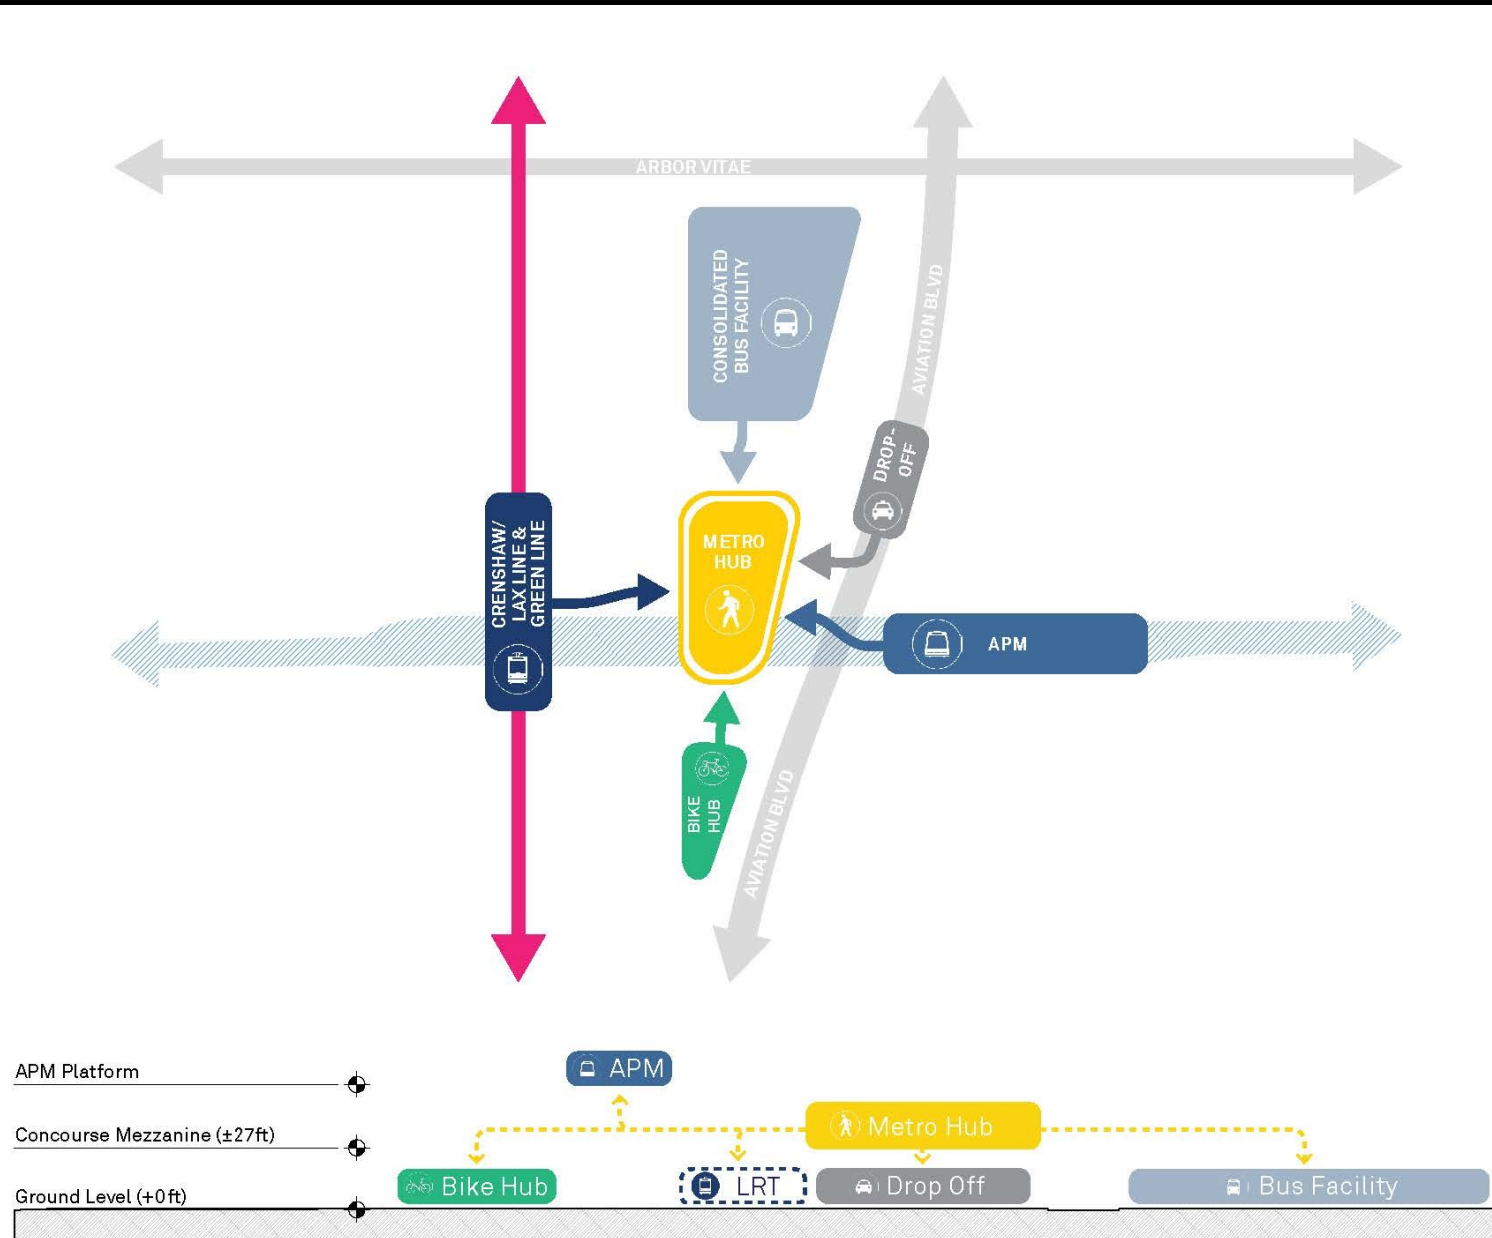 ARBOR VITAE
CONSOLIDATED
BUS FACILITY
AVIATION BLVD
DROP-
OFF
CRENSHAW/
LAX LINE &
GREEN LINE
METRO
HUB
APM
BIKE
HUB
AVIATION BLVD
APM Platform
APM
Concourse Mezzanine (±27ft)
Metro Hub
Ground Level (+0ft)
Bike Hub
LRT
Drop Off
Bus Facility